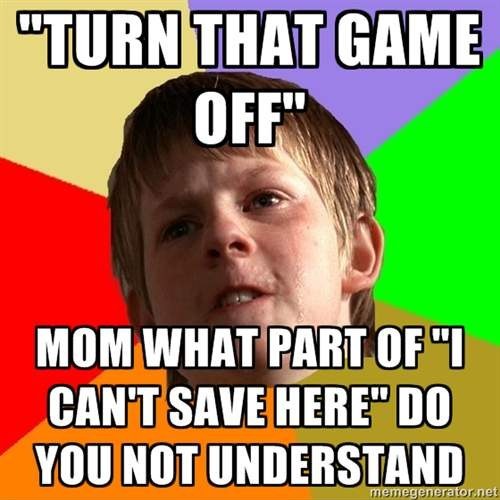 "TURN THAT GAME
OFF"
MOM WHAT PART OF "I
CAN'T SAVE HERE" DO
YOU NOT UNDERSTAND
memegenerator.net